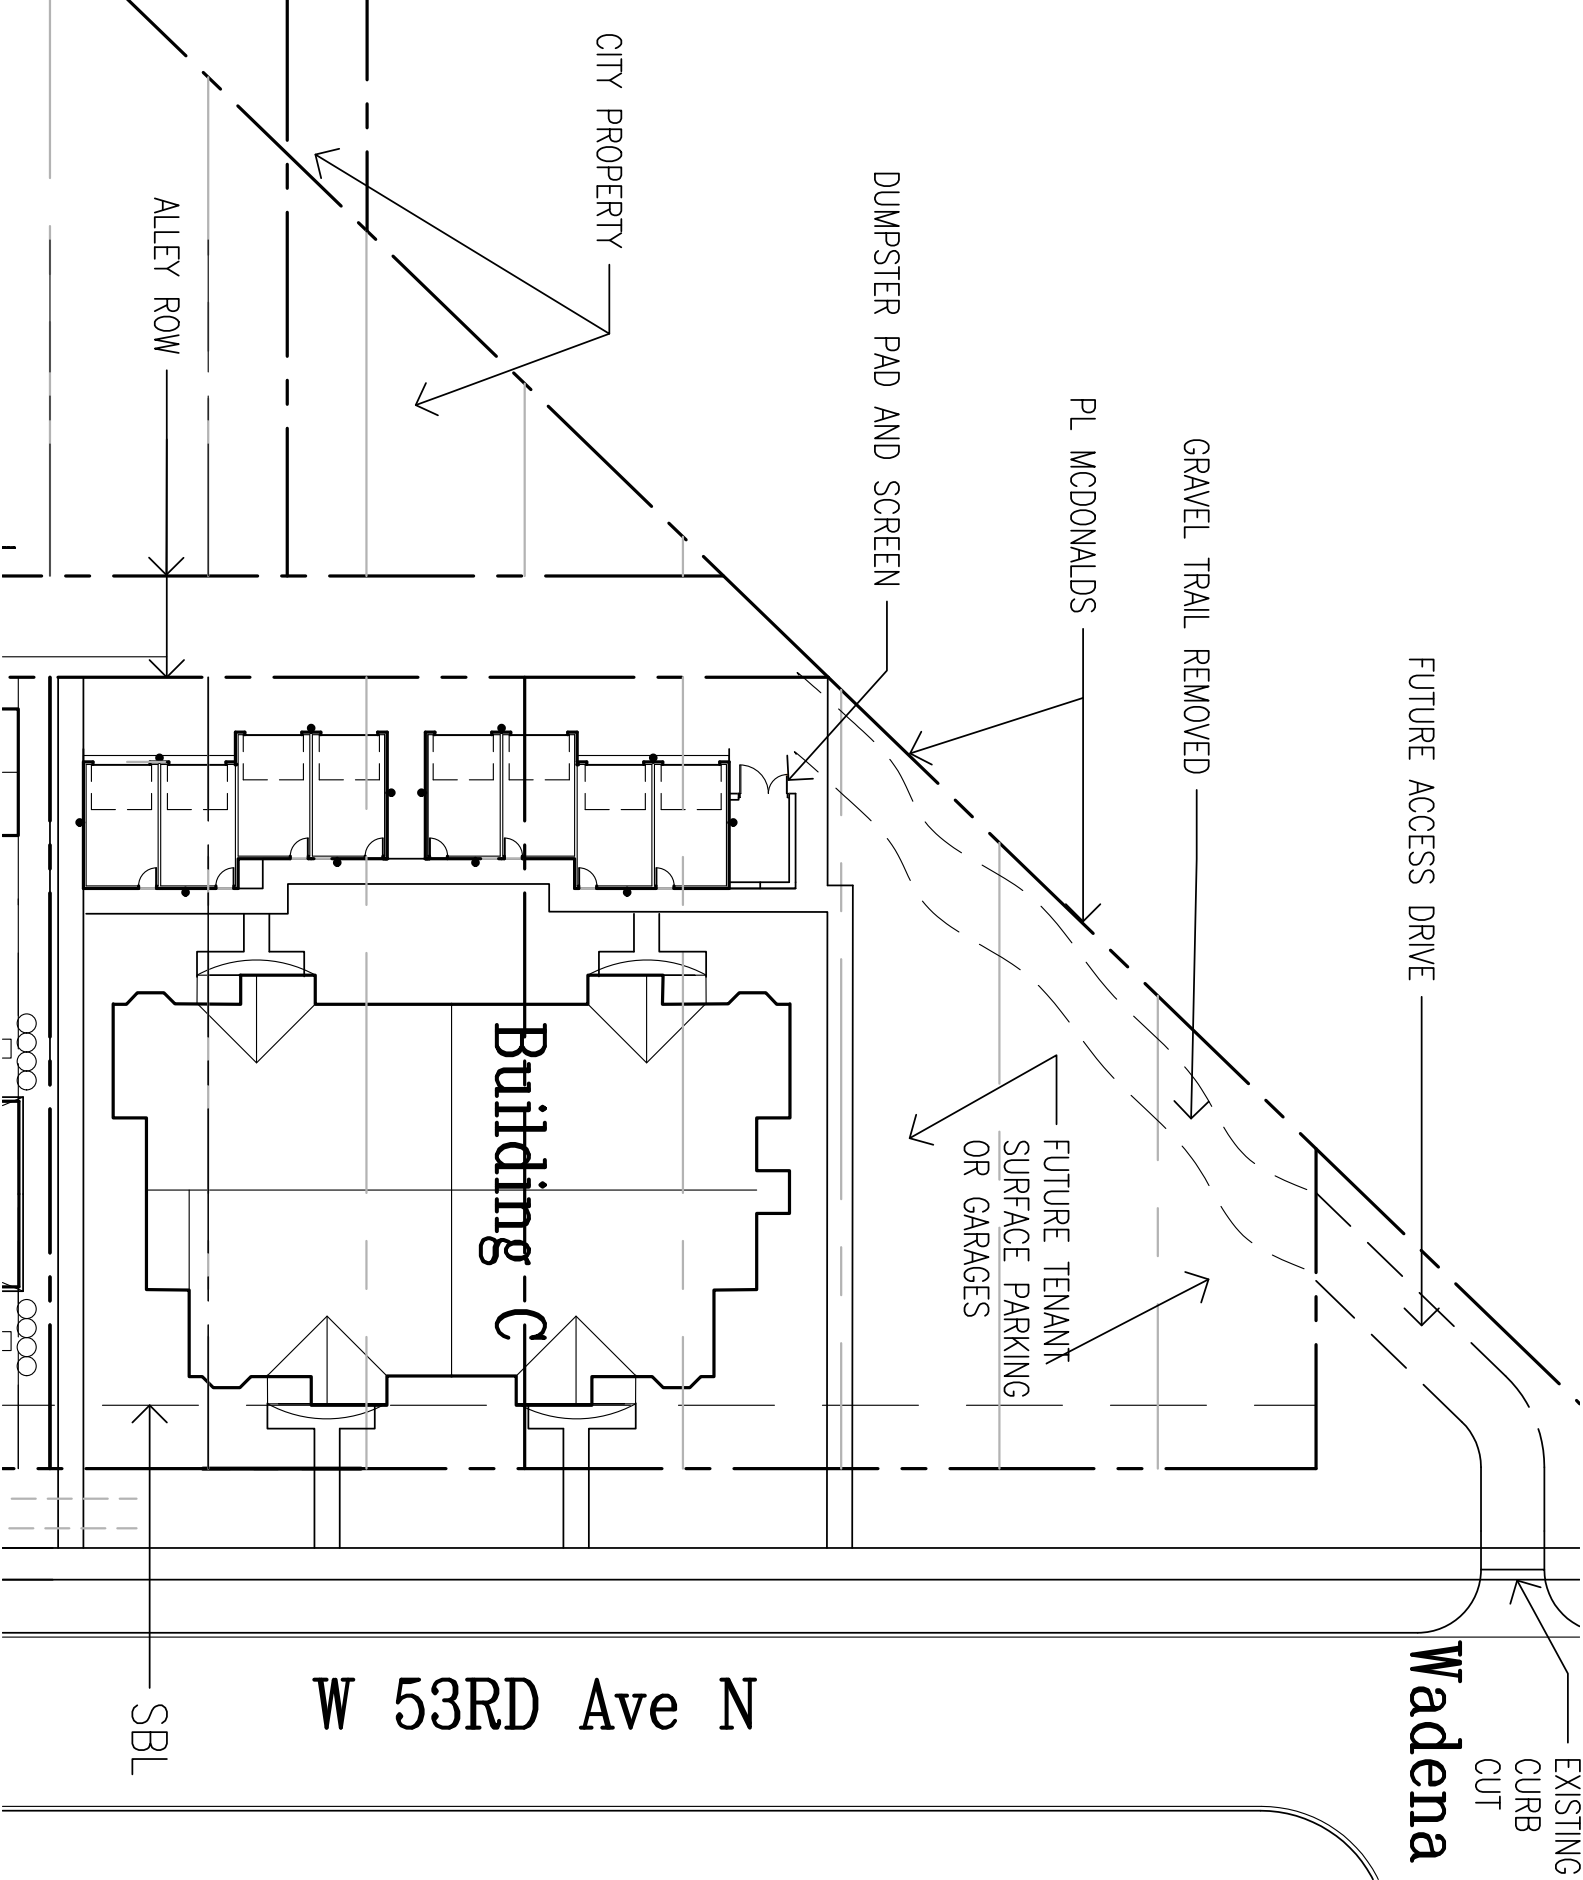 CITY PROPERTY
ALLEY ROW
DUMPSTER PAD AND SCREEN
PL MCDONALDS
GRAVEL TRAIL REMOVED
FUTURE ACCESS DRIVE
FUTURE TENANT
SURFACE PARKING
OR GARAGES
Building C
SBL
W 53RD Ave N
Wadena
EXISTING
CURB
CUT